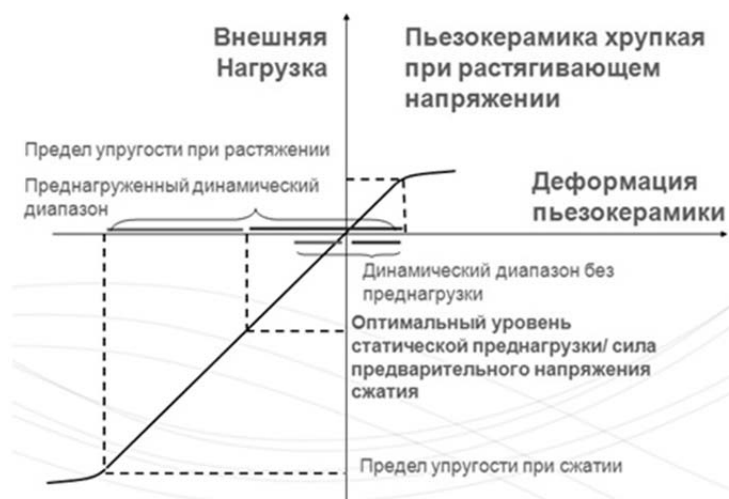 Внешняя
Нагрузка
Пьезокерамика хрупкая
при растягивающем
напряжении
Предел упругости при растяжении
Преднагруженный динамический
диапазон
Деформация
пьезокерамики
Динамический диапазон без
преднагрузки
Оптимальный уровень
статической преднагрузки/ сила
предварительного напряжения
сжатия
Предел упругости при сжатии